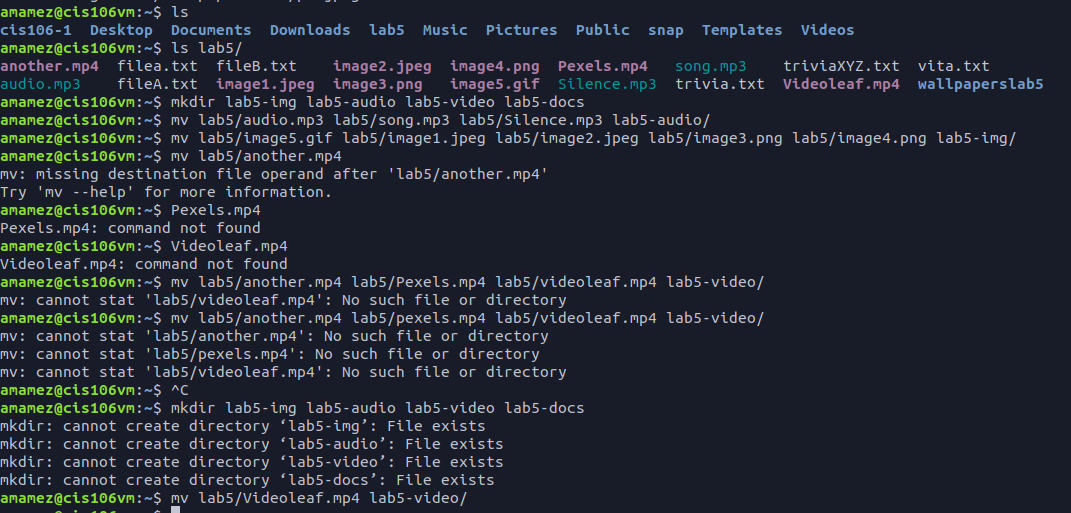 amamez@cis106vm:~$ ls
cis106-1 Desktop Documents Downloads lab5 Music Pictures Public snap Templates Videos
amamez@cis106vm:~$ ls lab5/
another.mp4 filea.txt fileB.txt image2.jpeg image4.png Pexels.mp4 song.mp3 triviaXYZ.txt vita.txt
audio.mp3 fileA.txt image1.jpeg image3.png image5.gif Silence.mp3 trivia.txt Videoleaf.mp4 wallpaperslab5
amamez@cis106vm:~$ mkdir lab5-img lab5-audio lab5-video lab5-docs
amamez@cis106vm:~$ mv lab5/audio.mp3 lab5/song.mp3 lab5/Silence.mp3 lab5-audio/
amamez@cis106vm:~$ mv lab5/image5.gif lab5/image1.jpeg lab5/image2.jpeg lab5/image3.png lab5/image4.png lab5-img/
amamez@cis106vm:~$ mv lab5/another.mp4
mv: missing destination file operand after 'lab5/another.mp4'
Try 'mv --help' for more information.
amamez@cis106vm:~$ Pexels.mp4
Pexels.mp4: command not found
amamez@cis106vm:~$ Videoleaf.mp4
Videoleaf.mp4: command not found
amamez@cis106vm:~$ mv lab5/another.mp4 lab5/Pexels.mp4 lab5/videoleaf.mp4 lab5-video/
mv: cannot stat 'lab5/videoleaf.mp4': No such file or directory
amamez@cis106vm:~$ mv lab5/another.mp4 lab5/pexels.mp4 lab5/videoleaf.mp4 lab5-video/
mv: cannot stat 'lab5/another.mp4': No such file or directory
mv: cannot stat 'lab5/pexels.mp4': No such file or directory
mv: cannot stat 'lab5/videoleaf.mp4': No such file or directory
amamez@cis106vm:~$ ^C
amamez@cis106vm:~$ mkdir lab5-img lab5-audio lab5-video lab5-docs
mkdir: cannot create directory ‘lab5-img’: File exists
mkdir: cannot create directory ‘lab5-audio’: File exists
mkdir: cannot create directory ‘lab5-video’: File exists
mkdir: cannot create directory ‘lab5-docs’: File exists
amamez@cis106vm:~$ mv lab5/Videoleaf.mp4 lab5-video/